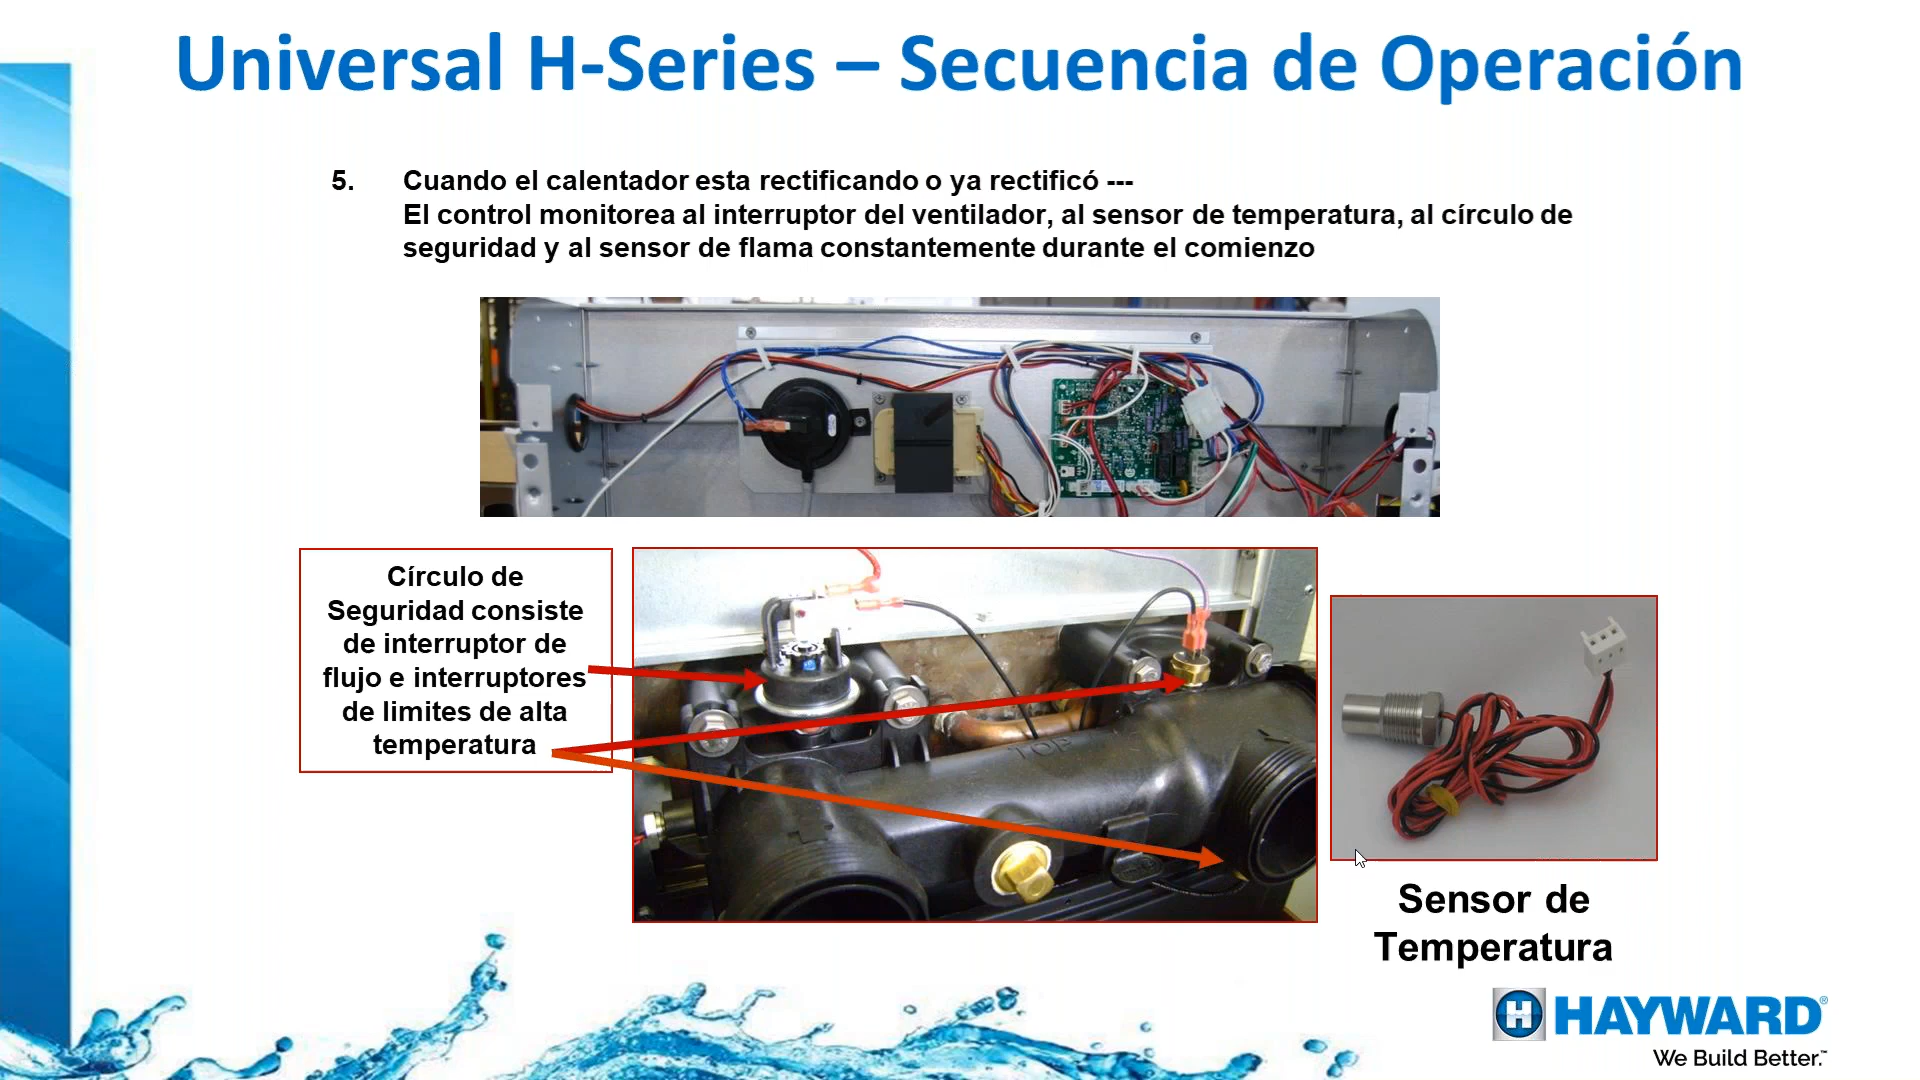 Universal H-Series – Secuencia de Operación
5. Cuando el calentador esta rectificando o ya rectificó ---
El control monitorea al interruptor del ventilador, al sensor de temperatura, al círculo de
seguridad y al sensor de flama constantemente durante el comienzo
Círculo de
Seguridad consiste
de interruptor de
flujo e interruptores
de limites de alta
temperatura
TOP
Sensor de
Temperatura
H HAYWARD®
We Build Better.™